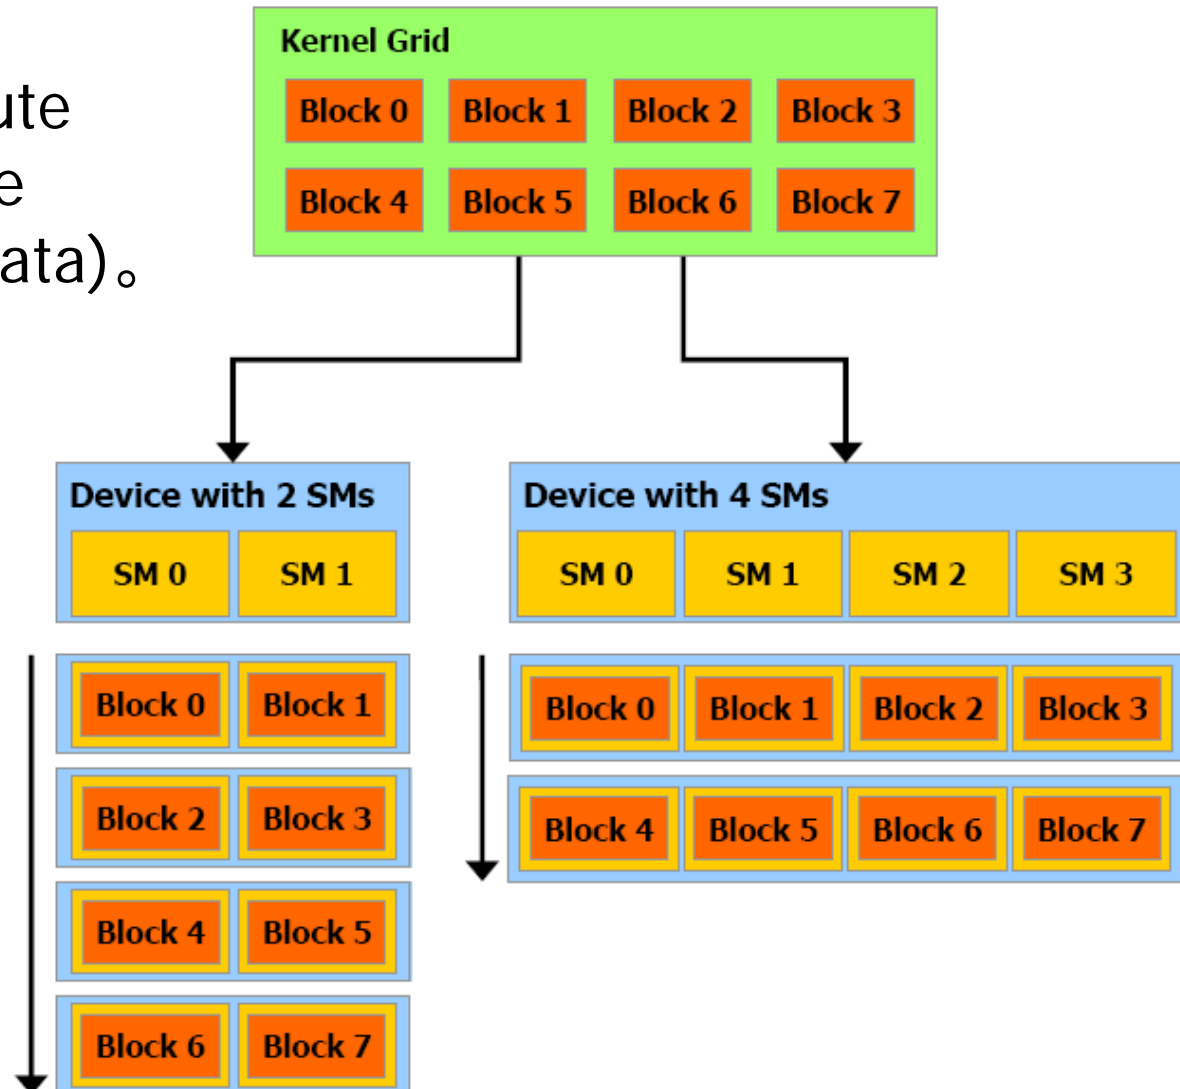 ute
e
ata)。
Kernel Grid
Block 0 Block 1 Block 2 Block 3
Block 4 Block 5 Block 6 Block 7
Device with 2 SMs
SM 0 SM 1
Block 0 Block 1
Block 2 Block 3
Block 4 Block 5
Block 6 Block 7
Device with 4 SMs
SM 0 SM 1 SM 2 SM 3
Block 0 Block 1 Block 2 Block 3
Block 4 Block 5 Block 6 Block 7